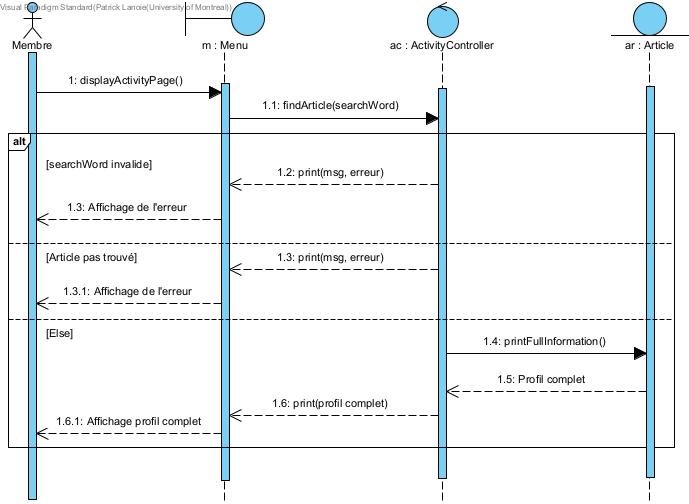 Visual Paradigm Standard(Patrick Lanoie(University of Montreal))
Membre
m : Menu
ac : ActivityController
ar : Article
1: displayActivityPage()
1.1: findArticle(searchWord)
alt
[searchWord invalide]
1.2: print(msg, erreur)
1.3: Affichage de l'erreur
[Article pas trouvé]
1.3: print(msg, erreur)
1.3.1: Affichage de l'erreur
[Else]
1.4: printFullInformation()
1.5: Profil complet
1.6: print(profil complet)
1.6.1: Affichage profil complet